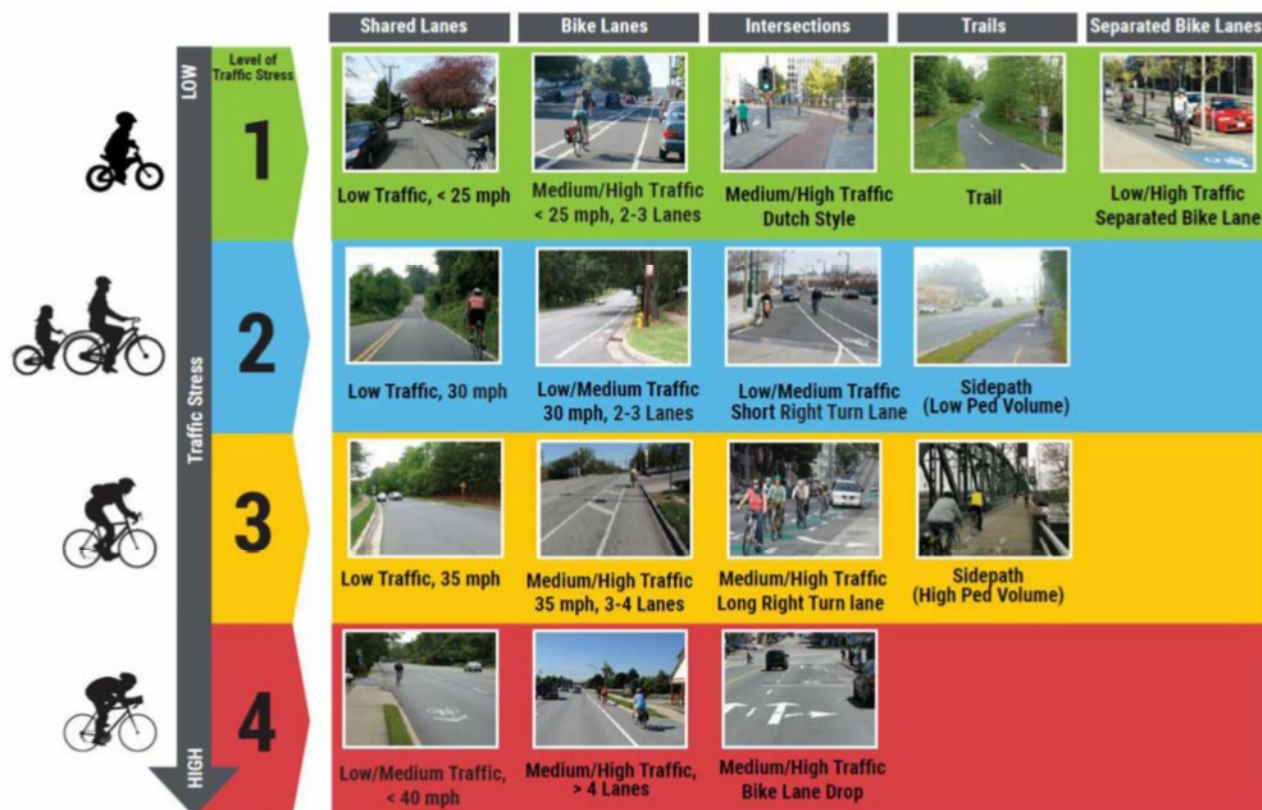 Shared Lanes
Bike Lanes
Intersections
Trails
Separated Bike Lanes
LOW
Traffic Stress
HIGH
Level of
Traffic Stress
1
Low Traffic, < 25 mph
Medium/High Traffic
< 25 mph, 2-3 Lanes
Medium/High Traffic
Dutch Style
Trail
Low/High Traffic
Separated Bike Lane
2
Low Traffic, 30 mph
Low/Medium Traffic
30 mph, 2-3 Lanes
Low/Medium Traffic
Short Right Turn Lane
Sidepath
(Low Ped Volume)
3
Low Traffic, 35 mph
Medium/High Traffic
35 mph, 3-4 Lanes
Medium/High Traffic
Long Right Turn lane
Sidepath
(High Ped Volume)
4
Low/Medium Traffic,
< 40 mph
Medium/High Traffic,
> 4 Lanes
Medium/High Traffic
Bike Lane Drop